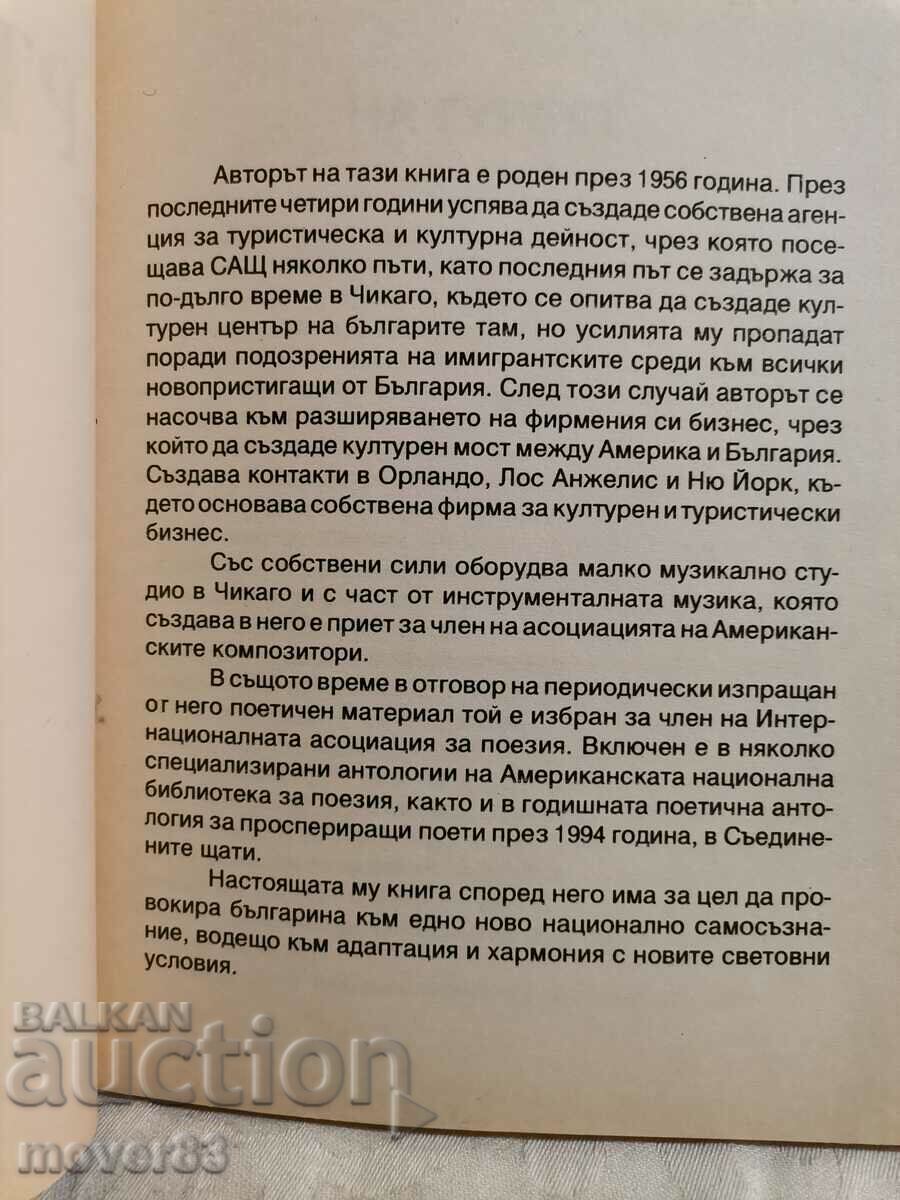 Авторът на тази книга е роден през 1956 година. През
последните четири години успява да създаде собствена аген-
ция за туристическа и културна дейност, чрез която посе-
щава САЩ няколко пъти, като последния път се задържа за
по-дълго време в Чикаго, където се опитва да създаде кул-
турен център на българите там, но усилията му пропадат
поради подозренията на имигрантските среди към всички
новопристигащи от България. След този случай авторът се
насочва към разширяването на фирмения си бизнес, чрез
който да създаде културен мост между Америка и България.
Създава контакти в Орландо, Лос Анжелис и Ню Йорк, къ-
дето основава собствена фирма за културен и туристически
бизнес.
Със собствени сили оборудва малко музикално сту-
дио в Чикаго и с част от инструменталната музика, която
създава в него е приет за член на асоциацията на Американ-
ските композитори.
В същото време в отговор на периодически изпращан
от него поетичен материал той е избран за член на Интер-
националната асоциация за поезия. Включен е в няколко
специализирани антологии на Американската национална
библиотека за поезия, както и в годишната поетична анто-
логия за проспериращи поети през 1994 година, в Съедине-
ните щати.
Настоящата му книга според него има за цел да про-
вокира българина към едно ново национално самосъзна-
ние, водещо към адаптация и хармония с новите световни
условия.
BALKAN
auction
mover83